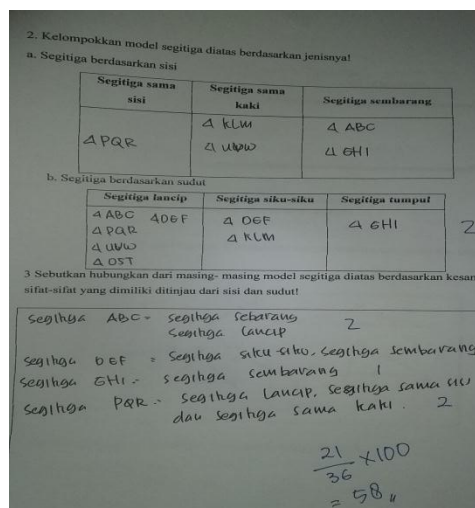 2. Kelompokkan model segitiga diatas berdasarkan jenisnya!
a. Segitiga berdasarkan sisi
Segitiga sama sisi
Segitiga sama kaki
Segitiga sembarang
Δ PQR
Δ KLM
Δ UVW
Δ ABC
Δ GHI
b. Segitiga berdasarkan sudut
Segitiga lancip
Segitiga siku-siku
Segitiga tumpul
Δ ABC Δ DEF
Δ PQR
Δ UVW
Δ OST
Δ DEF
Δ KLM
Δ GHI
2
3 Sebutkan hubungkan dari masing- masing model segitiga diatas berdasarkan kesam
sifat-sifat yang dimiliki ditinjau dari sisi dan sudut!
segitiga ABC = segitiga sebarang
segitiga lancip 2
segitiga DEF = segitiga siku-siku, segitiga sembarang
segitiga GHI = segitiga sembarang 1
segitiga PQR = segitiga lancip, segitiga sama sisi
dan segitiga sama kaki. 2
21/36 × 100
= 58 //